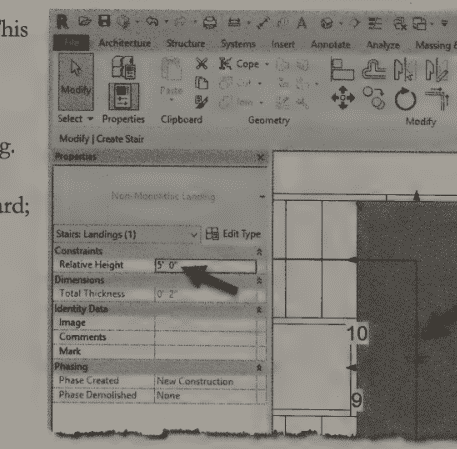 This
g.
ard;
File Architecture Structure Systems Insert Annotate Analyze Massing &
Modify
Paste
Cope
Join
Select Properties Clipboard Geometry Modify
Modify | Create Stair
Properties
Non-Monolithic Landing
Stairs: Landings (1) Edit Type
Constraints
Relative Height 5' 0"
Dimensions
Total Thickness 0' 2"
Identity Data
Image
Comments
Mark
Phasing
Phase Created New Construction
Phase Demolished None
10
9